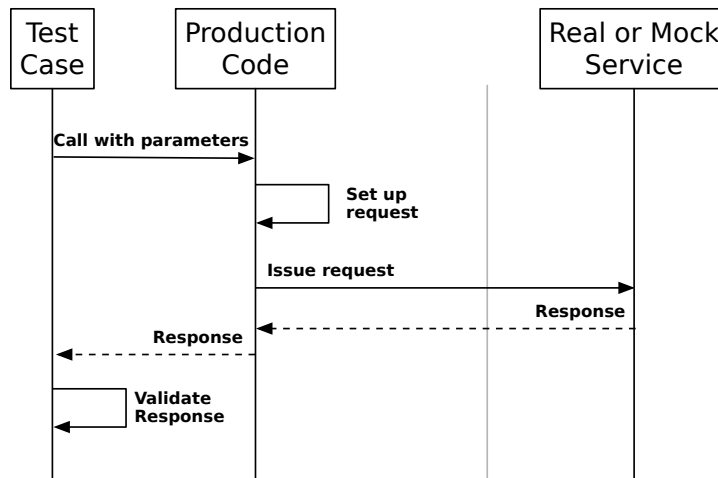 Test
Case
Production
Code
Real or Mock
Service
Call with parameters
Set up
request
Issue request
Response
Response
Validate
Response